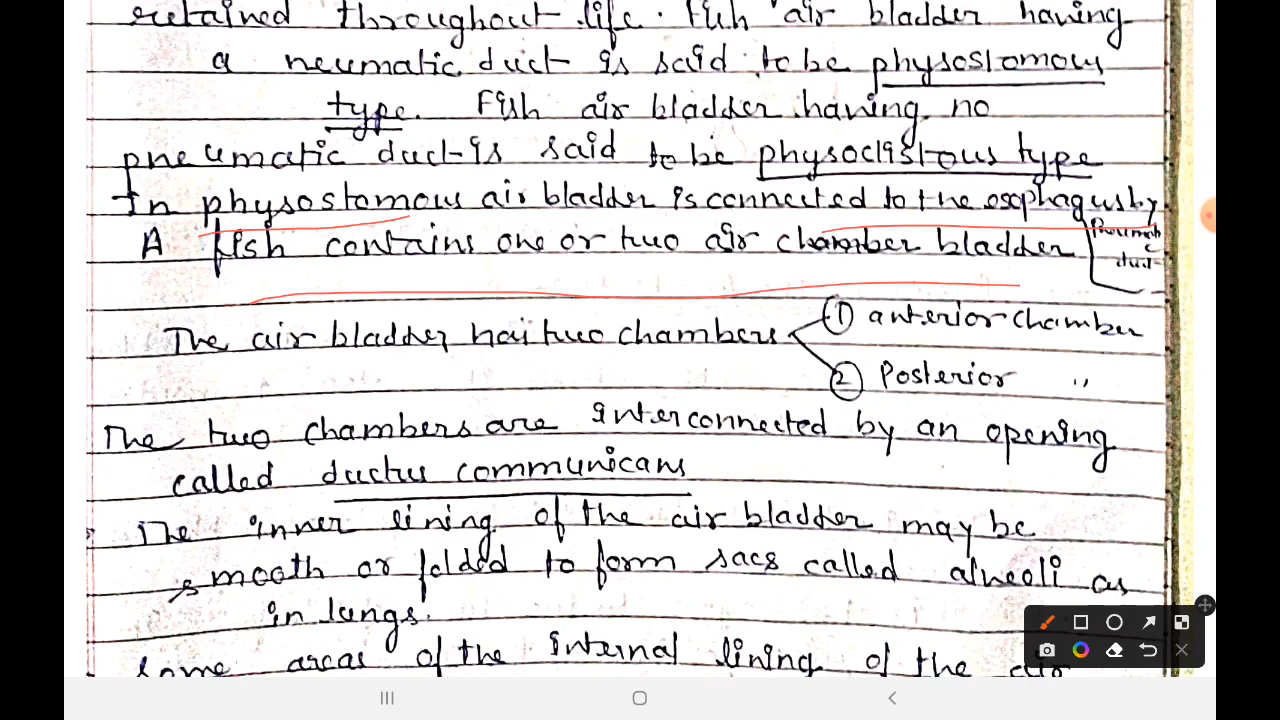 retained throughout life. Fish air bladder having
a neumatic duct is said to be physostomous
type. Fish air bladder having no
pneumatic duct is said to be physoclistous type
In physostomous air bladder is connected to the esophagus by pneumatic duct
A fish contains one or two air chamber bladder
The air bladder has two chambers ① anterior chamber
② Posterior ,,
The two chambers are interconnected by an opening
called ductus communicans
The inner lining of the air bladder may be
smooth or folded to form sacs called alveoli as
in lungs.
Some areas of the internal lining of the air